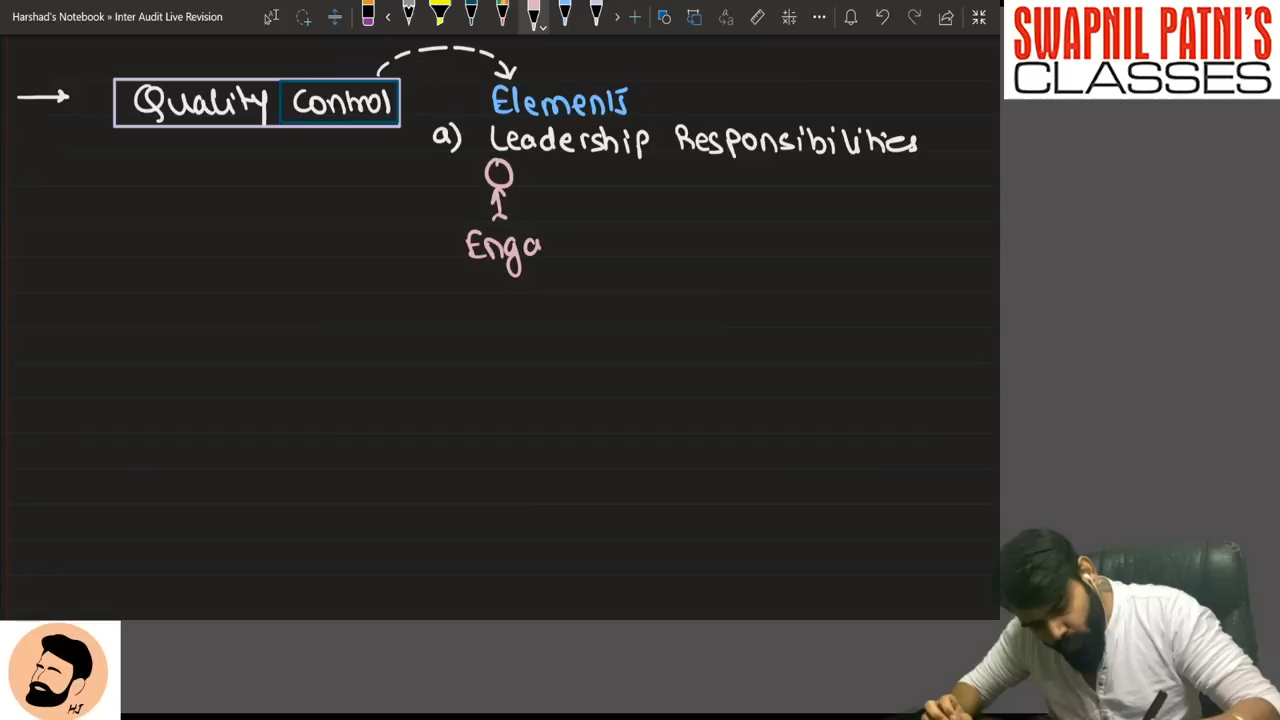 Harshad's Notebook » Inter Audit Live Revision
SWAPNIL PATNI'S
CLASSES
Quality Control
Elements
a) Leadership Responsibilities
Enga
HJ